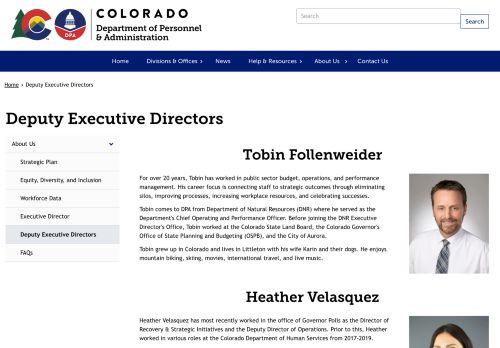 COLORADO
Department of Personnel
& Administration
DPA
Search
Search
Home
Divisions & Offices
News
Help & Resources
About Us
Contact Us
Home › Deputy Executive Directors
Deputy Executive Directors
About Us
Strategic Plan
Equity, Diversity, and Inclusion
Workforce Data
Executive Director
Deputy Executive Directors
FAQs
Tobin Follenweider
For over 20 years, Tobin has worked in public sector budget, operations, and performance
management. His career focus is connecting staff to strategic outcomes through eliminating
silos, improving processes, increasing workplace resources, and celebrating successes.
Tobin comes to DPA from Department of Natural Resources (DNR) where he served as the
Department's Chief Operating and Performance Officer. Before joining the DNR Executive
Director's Office, Tobin worked at the Colorado State Land Board, the Colorado Governor's
Office of State Planning and Budgeting (OSPB), and the City of Aurora.
Tobin grew up in Colorado and lives in Littleton with his wife Karin and their dogs. He enjoys
mountain biking, skiing, movies, international travel, and live music.
Heather Velasquez
Heather Velasquez has most recently worked in the office of Governor Polis as the Director of
Recovery & Strategic Initiatives and the Deputy Director of Operations. Prior to this, Heather
worked in various roles at the Colorado Department of Human Services from 2017-2019.